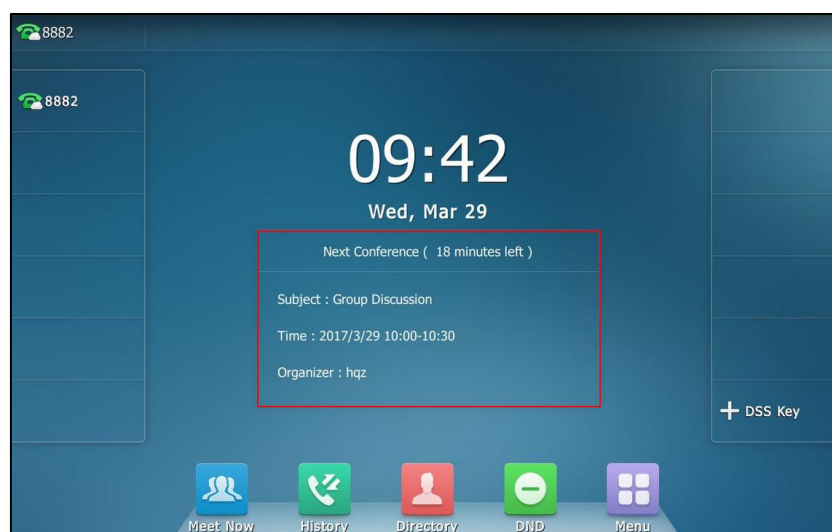 8882
8882
09:42
Wed, Mar 29
Next Conference ( 18 minutes left )
Subject : Group Discussion
Time : 2017/3/29 10:00-10:30
Organizer : hqz
DSS Key
Meet Now
History
Directory
DND
Menu